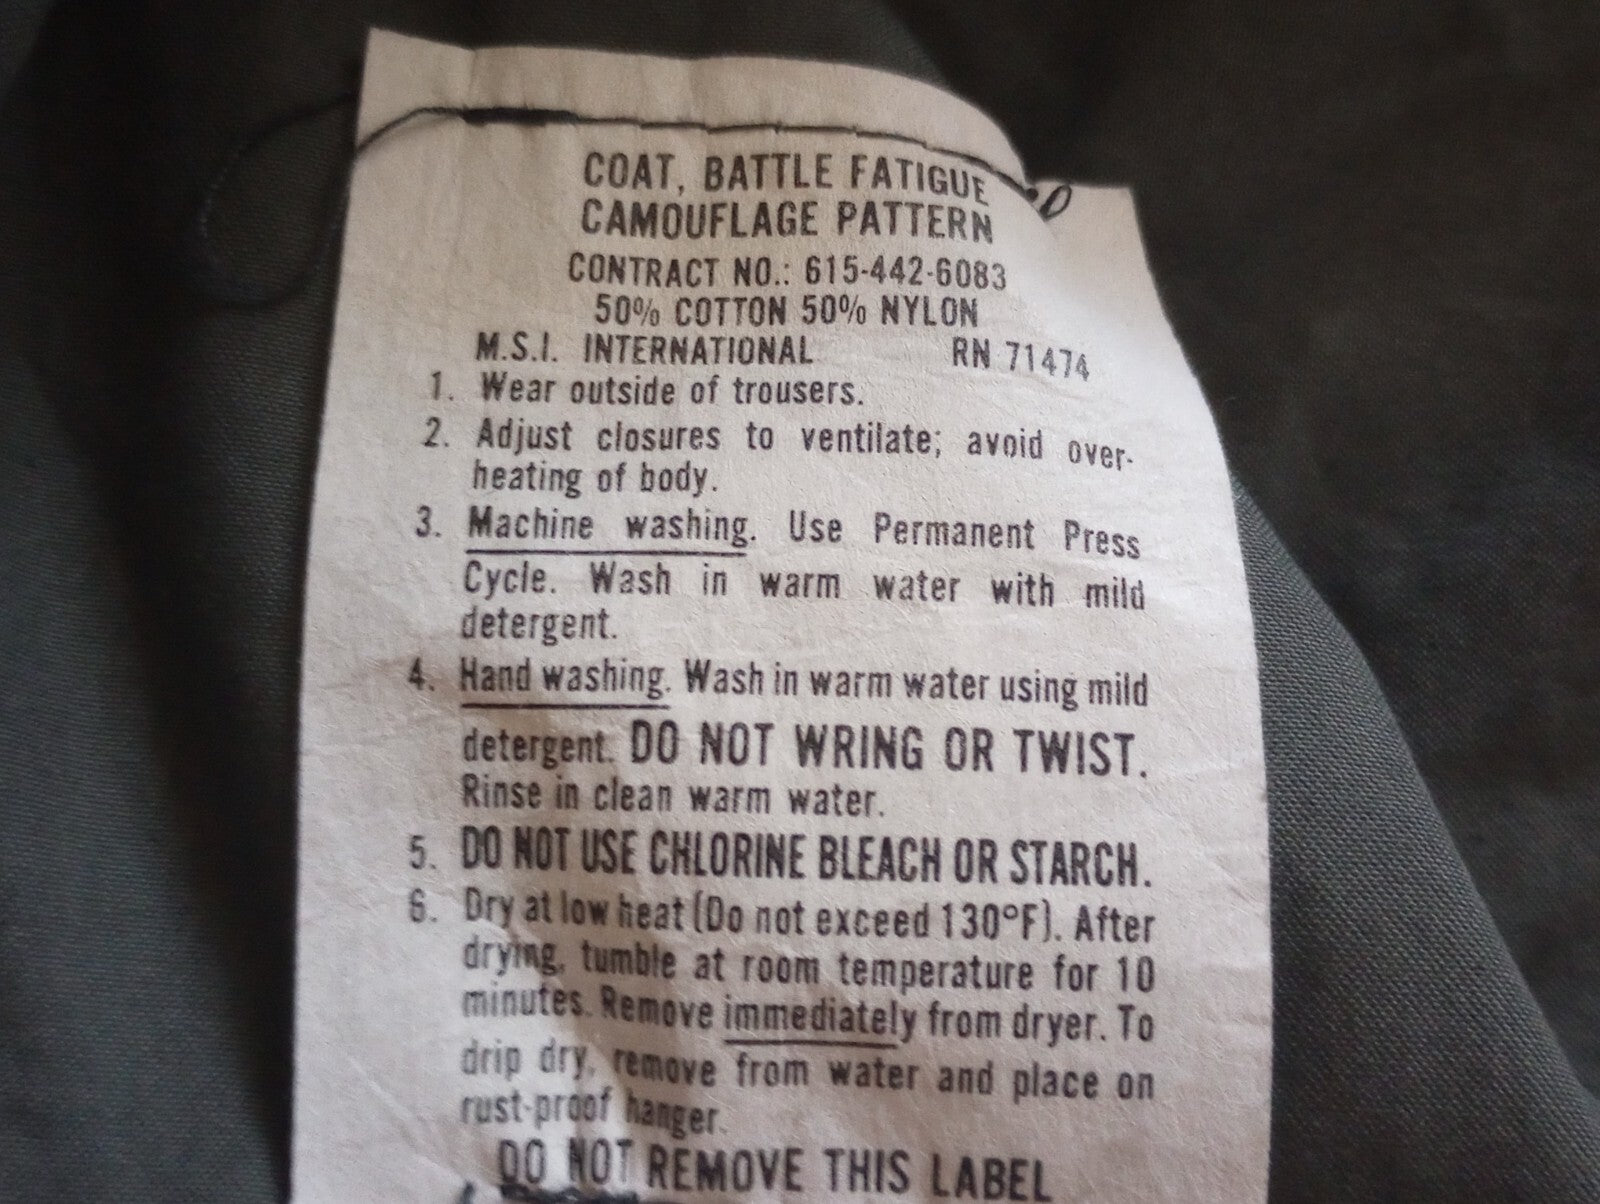 COAT, BATTLE FATIGUE
CAMOUFLAGE PATTERN
CONTRACT NO.: 615-442-6083
50% COTTON 50% NYLON
M.S.I. INTERNATIONAL RN 71474
1. Wear outside of trousers.
2. Adjust closures to ventilate; avoid over-
heating of body.
3. Machine washing. Use Permanent Press
Cycle. Wash in warm water with mild
detergent.
4. Hand washing. Wash in warm water using mild
detergent. DO NOT WRING OR TWIST.
Rinse in clean warm water.
5. DO NOT USE CHLORINE BLEACH OR STARCH.
6. Dry at low heat (Do not exceed 130°F). After
drying, tumble at room temperature for 10
minutes. Remove immediately from dryer. To
drip dry, remove from water and place on
rust-proof hanger.
DO NOT REMOVE THIS LABEL